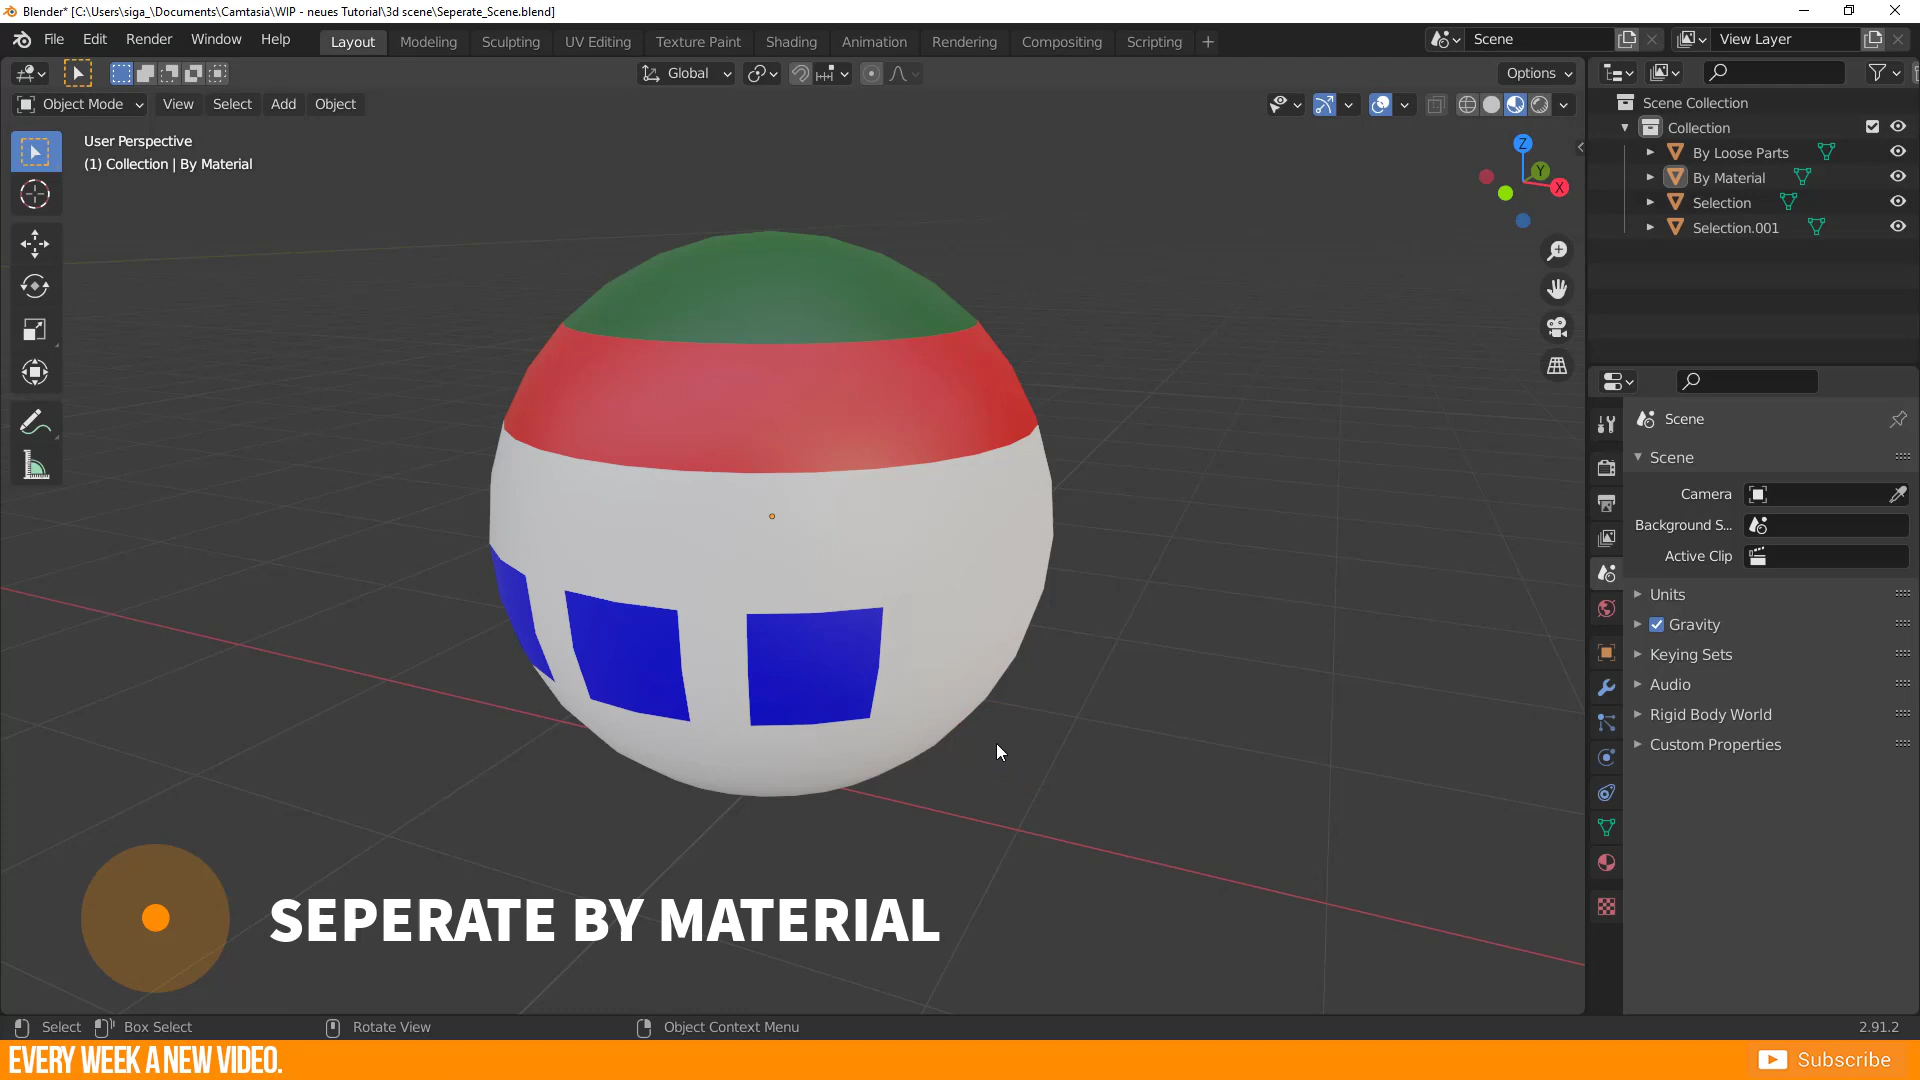 Blender* [C:\Users\siga_\Documents\Camtasia\WIP - neues Tutorial\3d scene\Seperate_Scene.blend]
File Edit Render Window Help Layout Modeling Sculpting UV Editing Texture Paint Shading Animation Rendering Compositing Scripting + Scene View Layer
Global Options
Object Mode View Select Add Object
User Perspective
(1) Collection | By Material
Z
Y
X
Scene Collection
Collection
By Loose Parts
By Material
Selection
Selection.001
Scene
Scene
Camera
Background S...
Active Clip
Units
Gravity
Keying Sets
Audio
Rigid Body World
Custom Properties
SEPERATE BY MATERIAL
Select Box Select Rotate View Object Context Menu 2.91.2
EVERY WEEK A NEW VIDEO. Subscribe